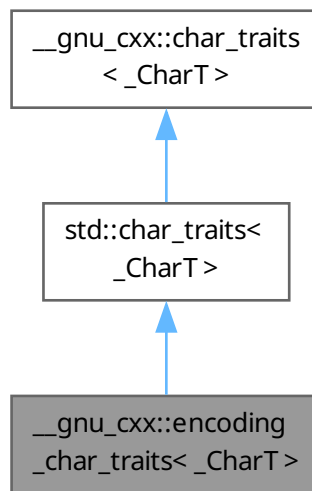 __gnu_cxx::char_traits
< _CharT >
std::char_traits<
_CharT >
__gnu_cxx::encoding
_char_traits< _CharT >